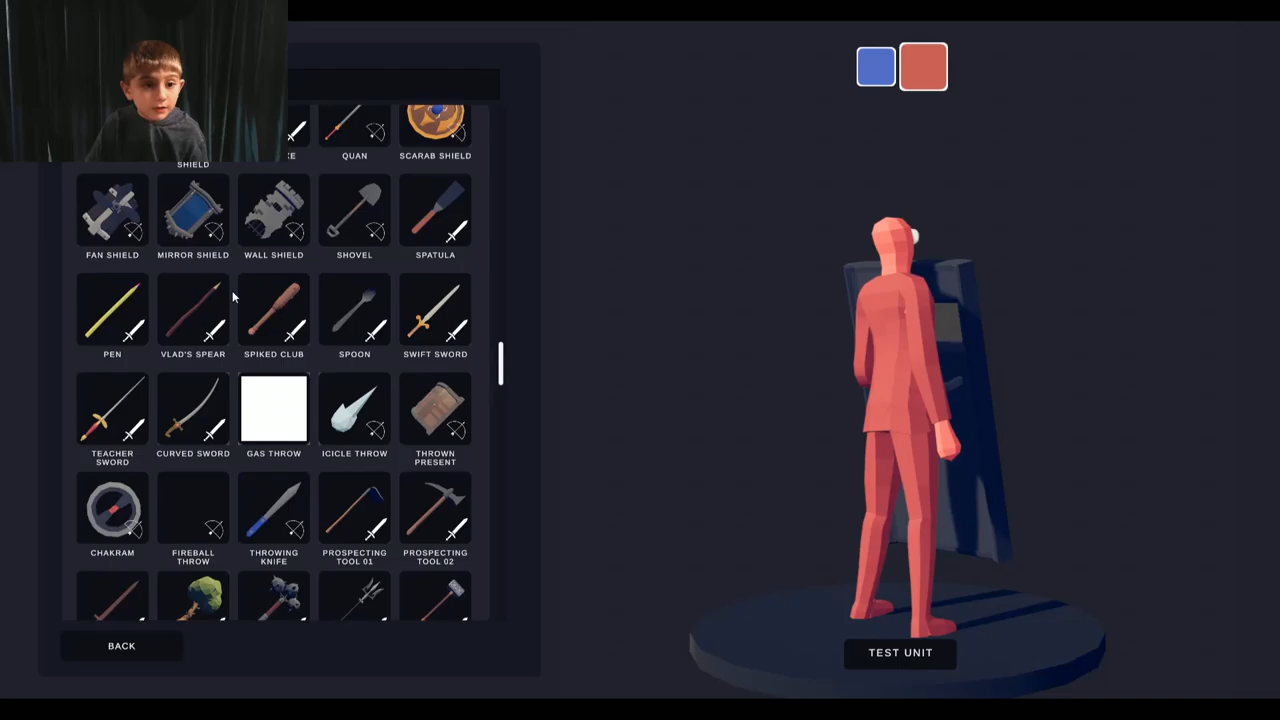 KE
QUAN
SCARAB SHIELD
SHIELD
FAN SHIELD
MIRROR SHIELD
WALL SHIELD
SHOVEL
SPATULA
PEN
VLAD'S SPEAR
SPIKED CLUB
SPOON
SWIFT SWORD
TEACHER
SWORD
CURVED SWORD
GAS THROW
ICICLE THROW
THROWN
PRESENT
CHAKRAM
FIREBALL
THROW
THROWING
KNIFE
PROSPECTING
TOOL 01
PROSPECTING
TOOL 02
BACK
TEST UNIT